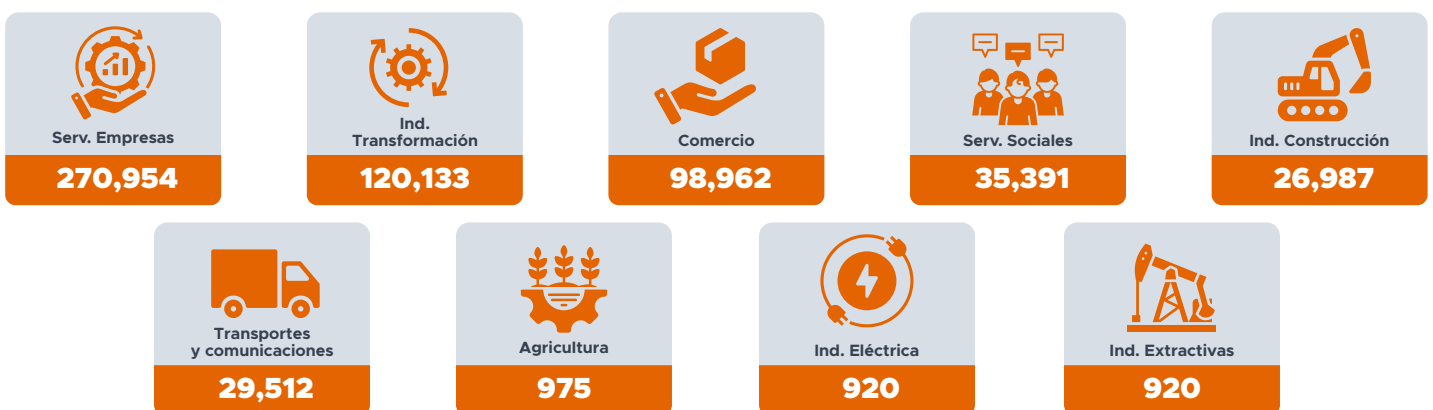 Serv. Empresas
270,954
Ind.
Transformación
120,133
Comercio
98,962
Serv. Sociales
35,391
Ind. Construcción
26,987
Transportes
y comunicaciones
29,512
Agricultura
975
Ind. Eléctrica
920
Ind. Extractivas
920